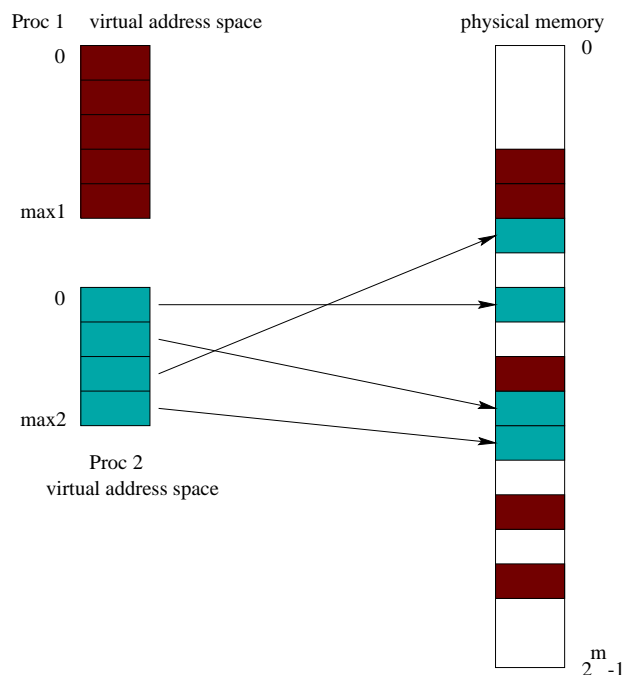 Proc 1 virtual address space
physical memory
0
0
max1
0
max2
Proc 2
virtual address space
m
2 -1